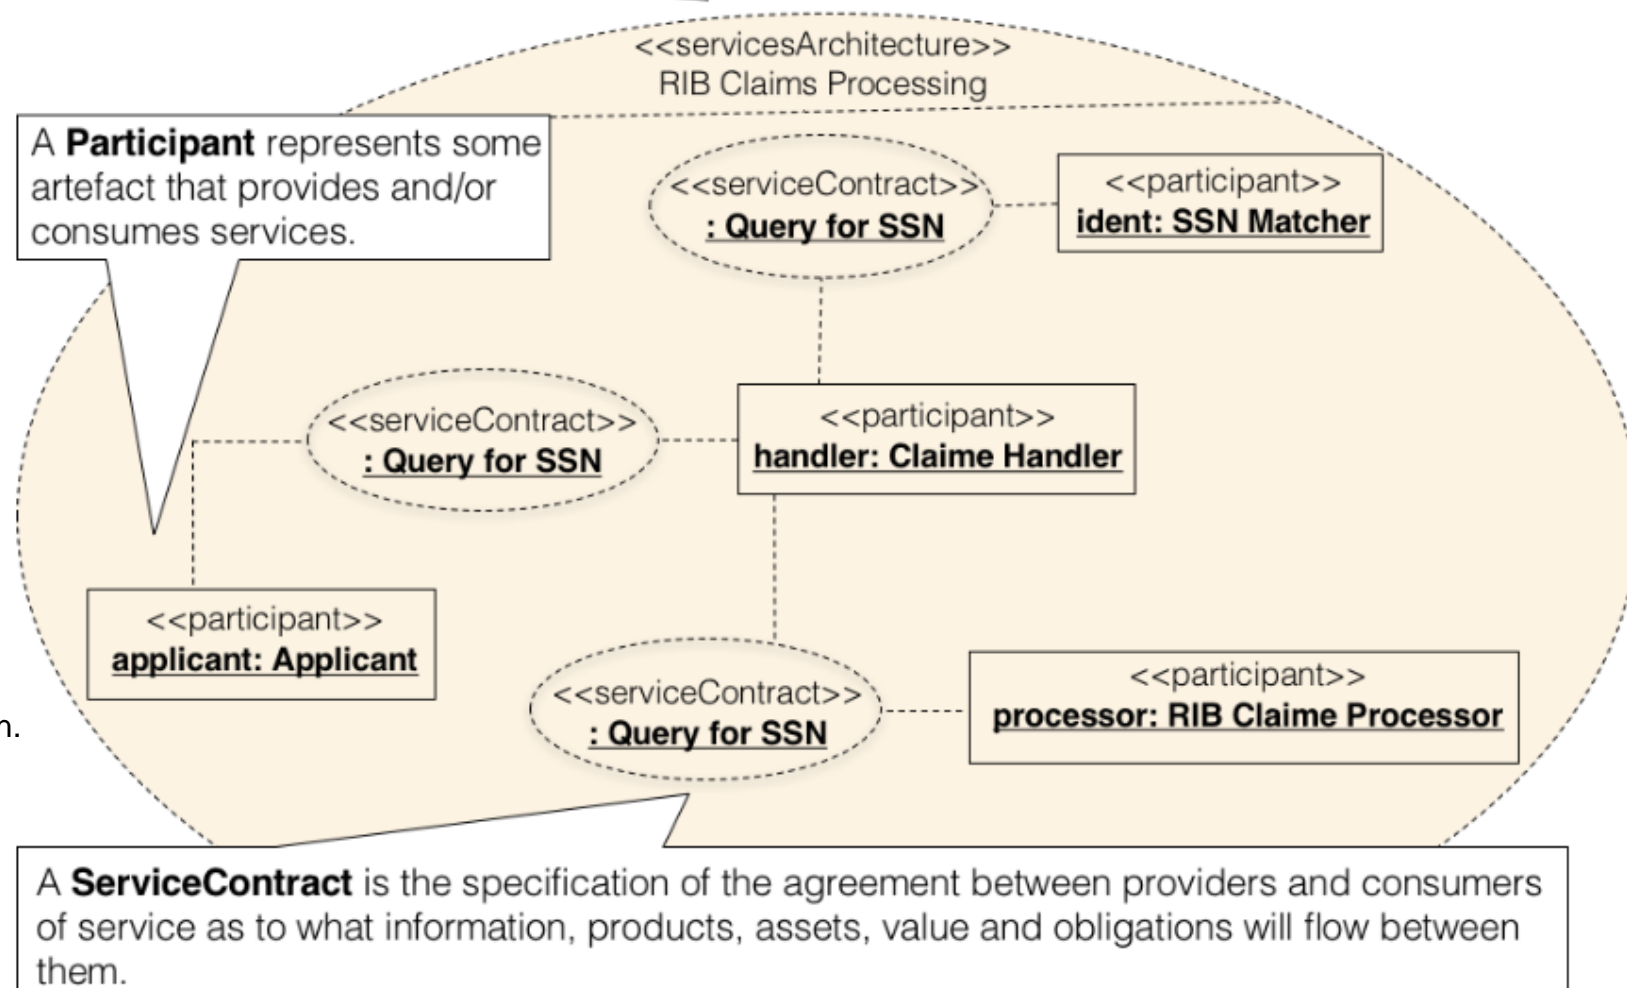 <<servicesArchitecture>>
RIB Claims Processing
A Participant represents some
artefact that provides and/or
consumes services.
<<serviceContract>>
: Query for SSN
<<participant>>
ident: SSN Matcher
<<serviceContract>>
: Query for SSN
<<participant>>
handler: Claime Handler
<<participant>>
applicant: Applicant
n.
<<serviceContract>>
: Query for SSN
<<participant>>
processor: RIB Claime Processor
A ServiceContract is the specification of the agreement between providers and consumers
of service as to what information, products, assets, value and obligations will flow between
them.